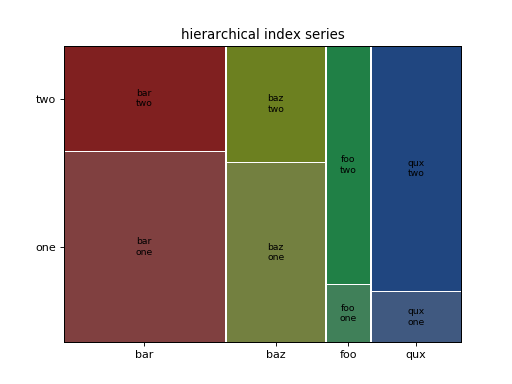 hierarchical index series
two
one
bar
two
baz
two
foo
two
qux
two
bar
one
baz
one
foo
one
qux
one
bar
baz
foo
qux